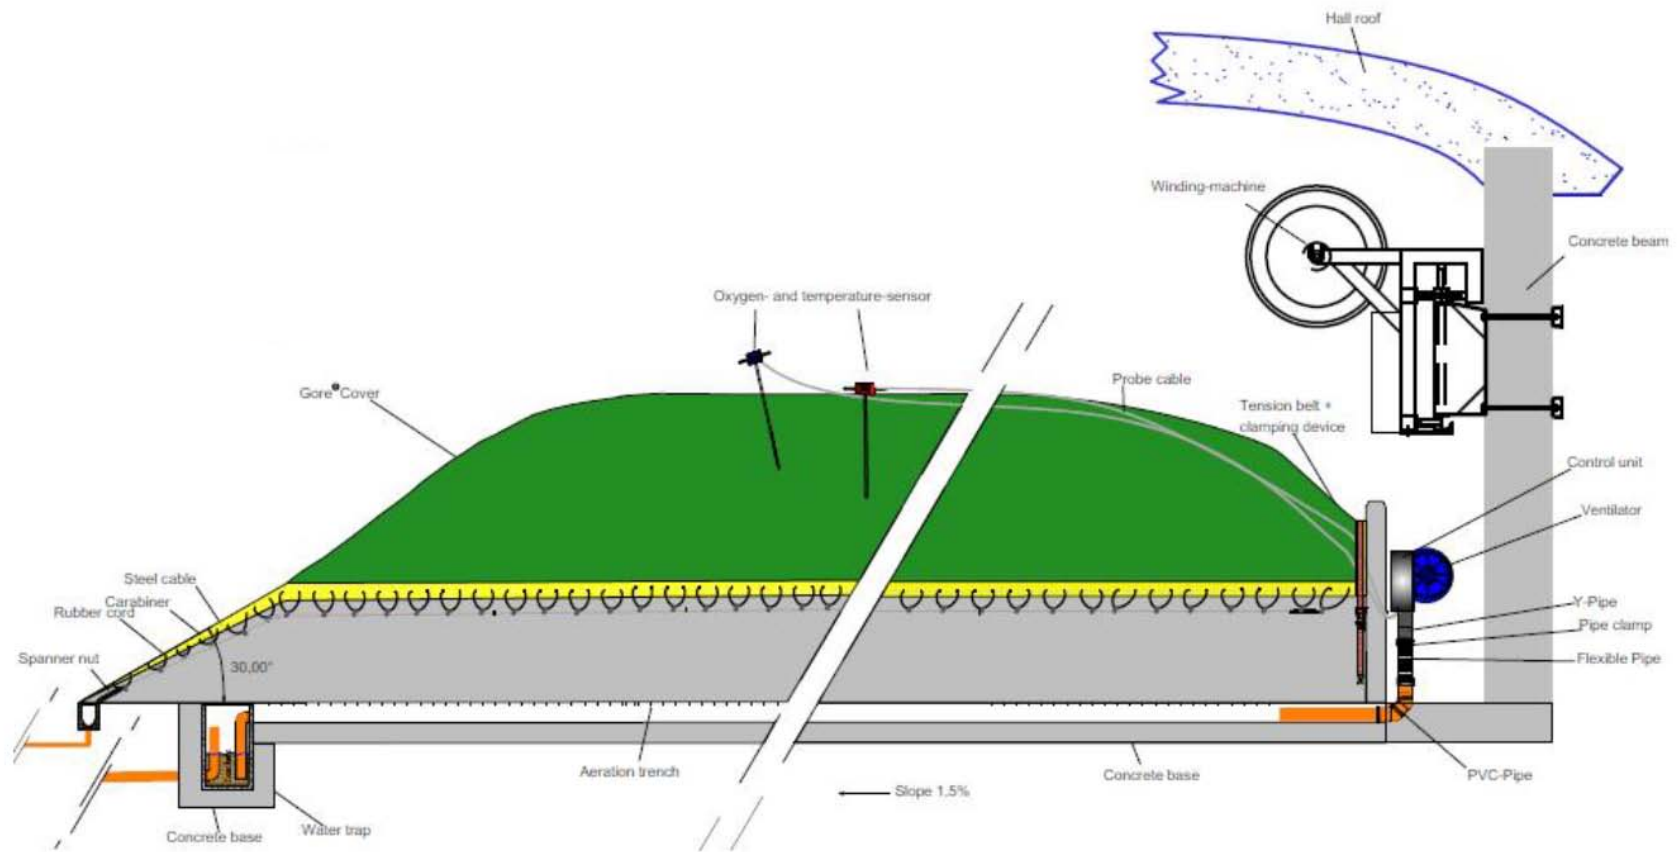 Hall roof
Winding-machine
Concrete beam
Oxygen- and temperature-sensor
Gore® Cover
Probe cable
Tension belt +
clamping device
Control unit
Ventilator
Steel cable
Carabiner
Rubber cord
Y-Pipe
Pipe clamp
Spanner nut
30,00°
Flexible Pipe
Aeration trench
Concrete base
PVC-Pipe
Slope 1.5%
Concrete base
Water trap